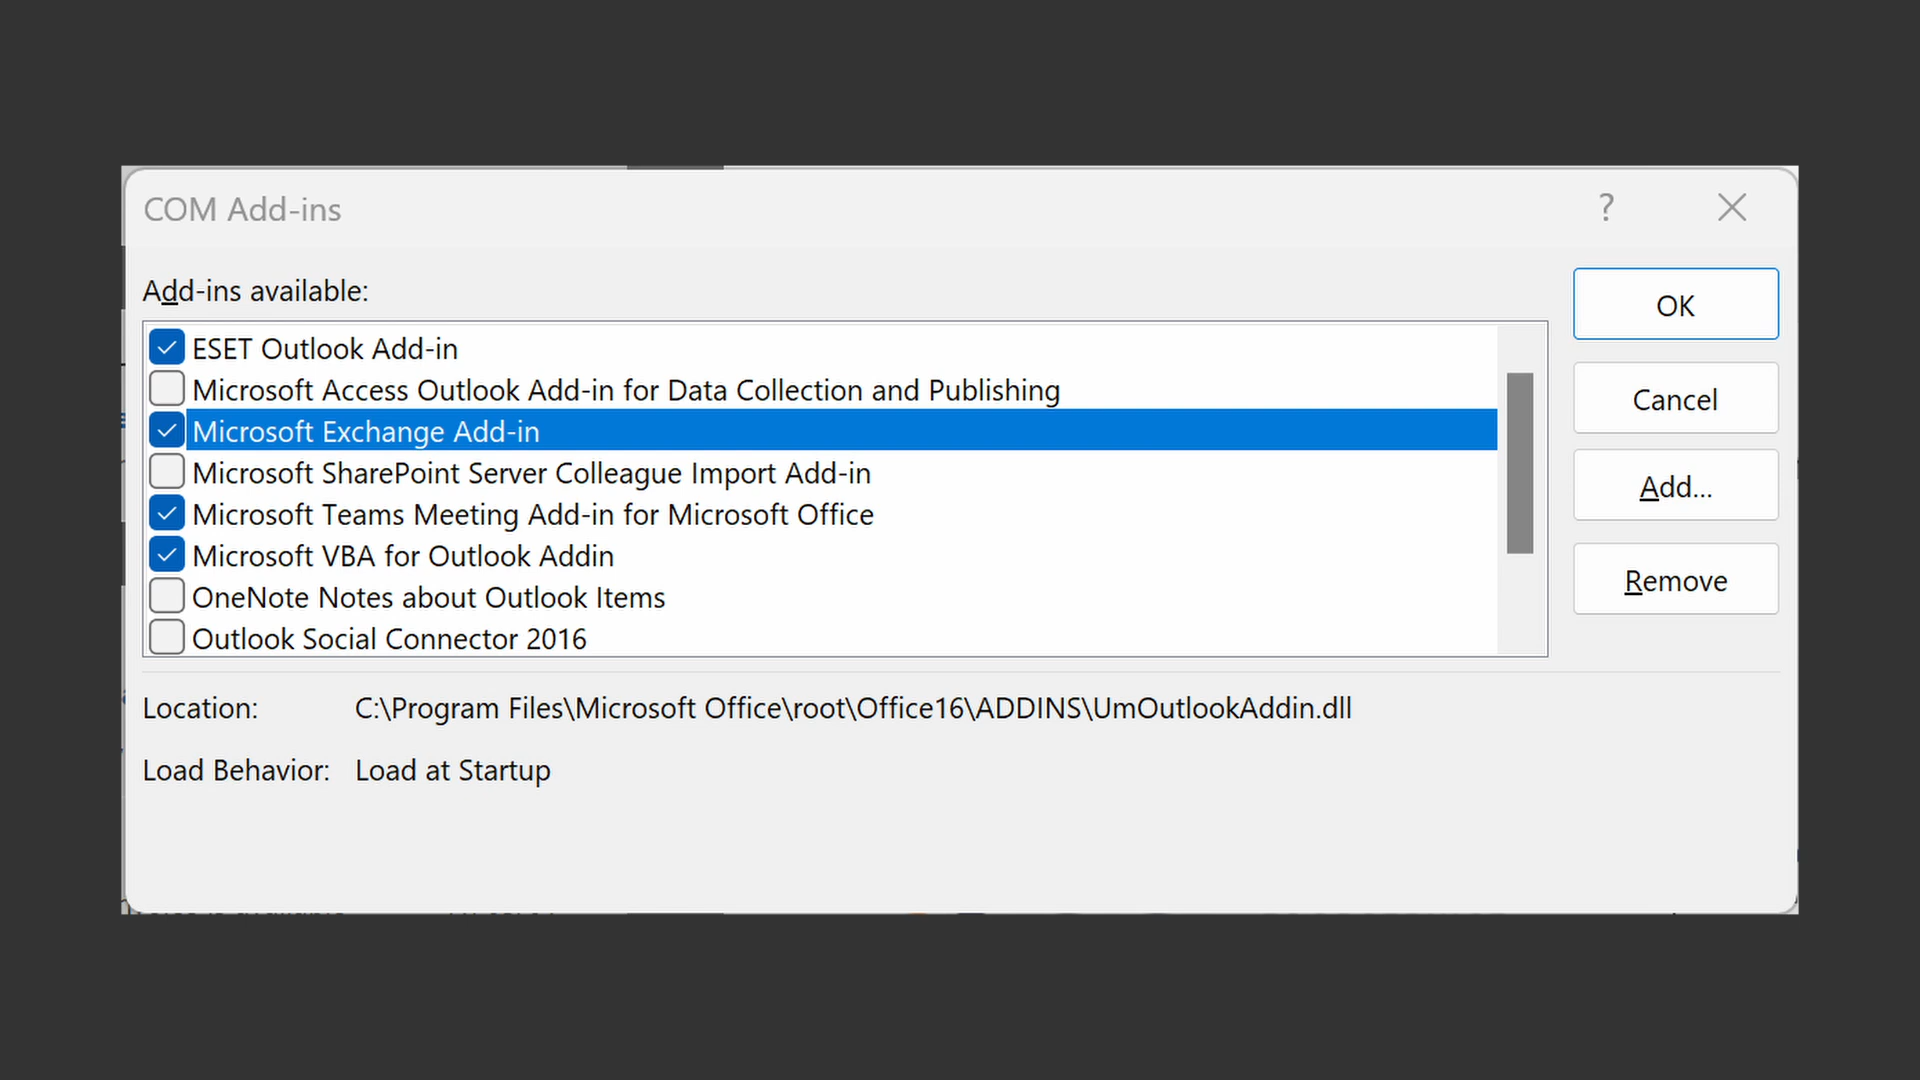 COM Add-ins
?
Add-ins available:
ESET Outlook Add-in
Microsoft Access Outlook Add-in for Data Collection and Publishing
Microsoft Exchange Add-in
Microsoft SharePoint Server Colleague Import Add-in
Microsoft Teams Meeting Add-in for Microsoft Office
Microsoft VBA for Outlook Addin
OneNote Notes about Outlook Items
Outlook Social Connector 2016
OK
Cancel
Add...
Remove
Location: C:\Program Files\Microsoft Office\root\Office16\ADDINS\UmOutlookAddin.dll
Load Behavior: Load at Startup